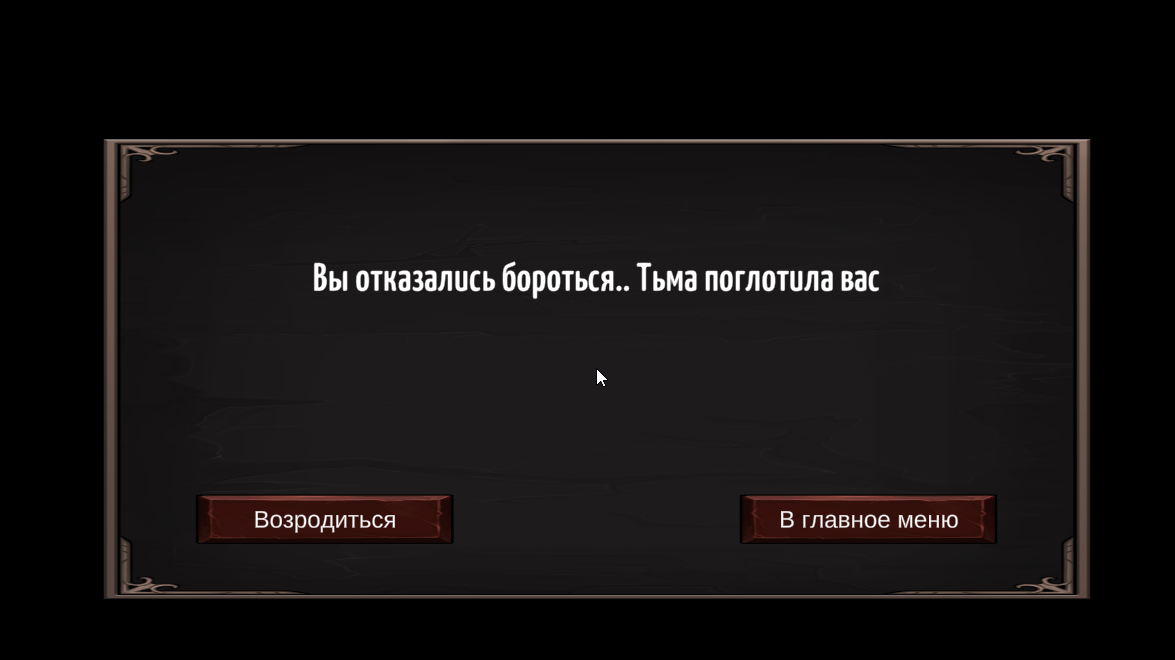 Вы отказались бороться.. Тьма поглотила вас
Возродиться
В главное меню